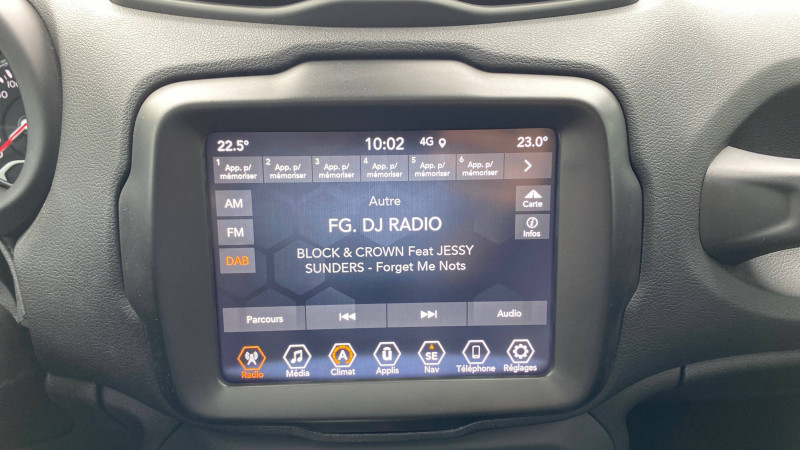 22.5° 10:02 4G 23.0°
1 App. p/ mémoriser
2 App. p/ mémoriser
3 App. p/ mémoriser
4 App. p/ mémoriser
5 App. p/ mémoriser
6 App. p/ mémoriser
AM
FM
DAB
Autre
FG. DJ RADIO
BLOCK & CROWN Feat JESSY
SUNDERS - Forget Me Nots
Carte
Infos
Parcours
Audio
Radio
Média
A
Climat
Applis
SE
Nav
Téléphone
Réglages